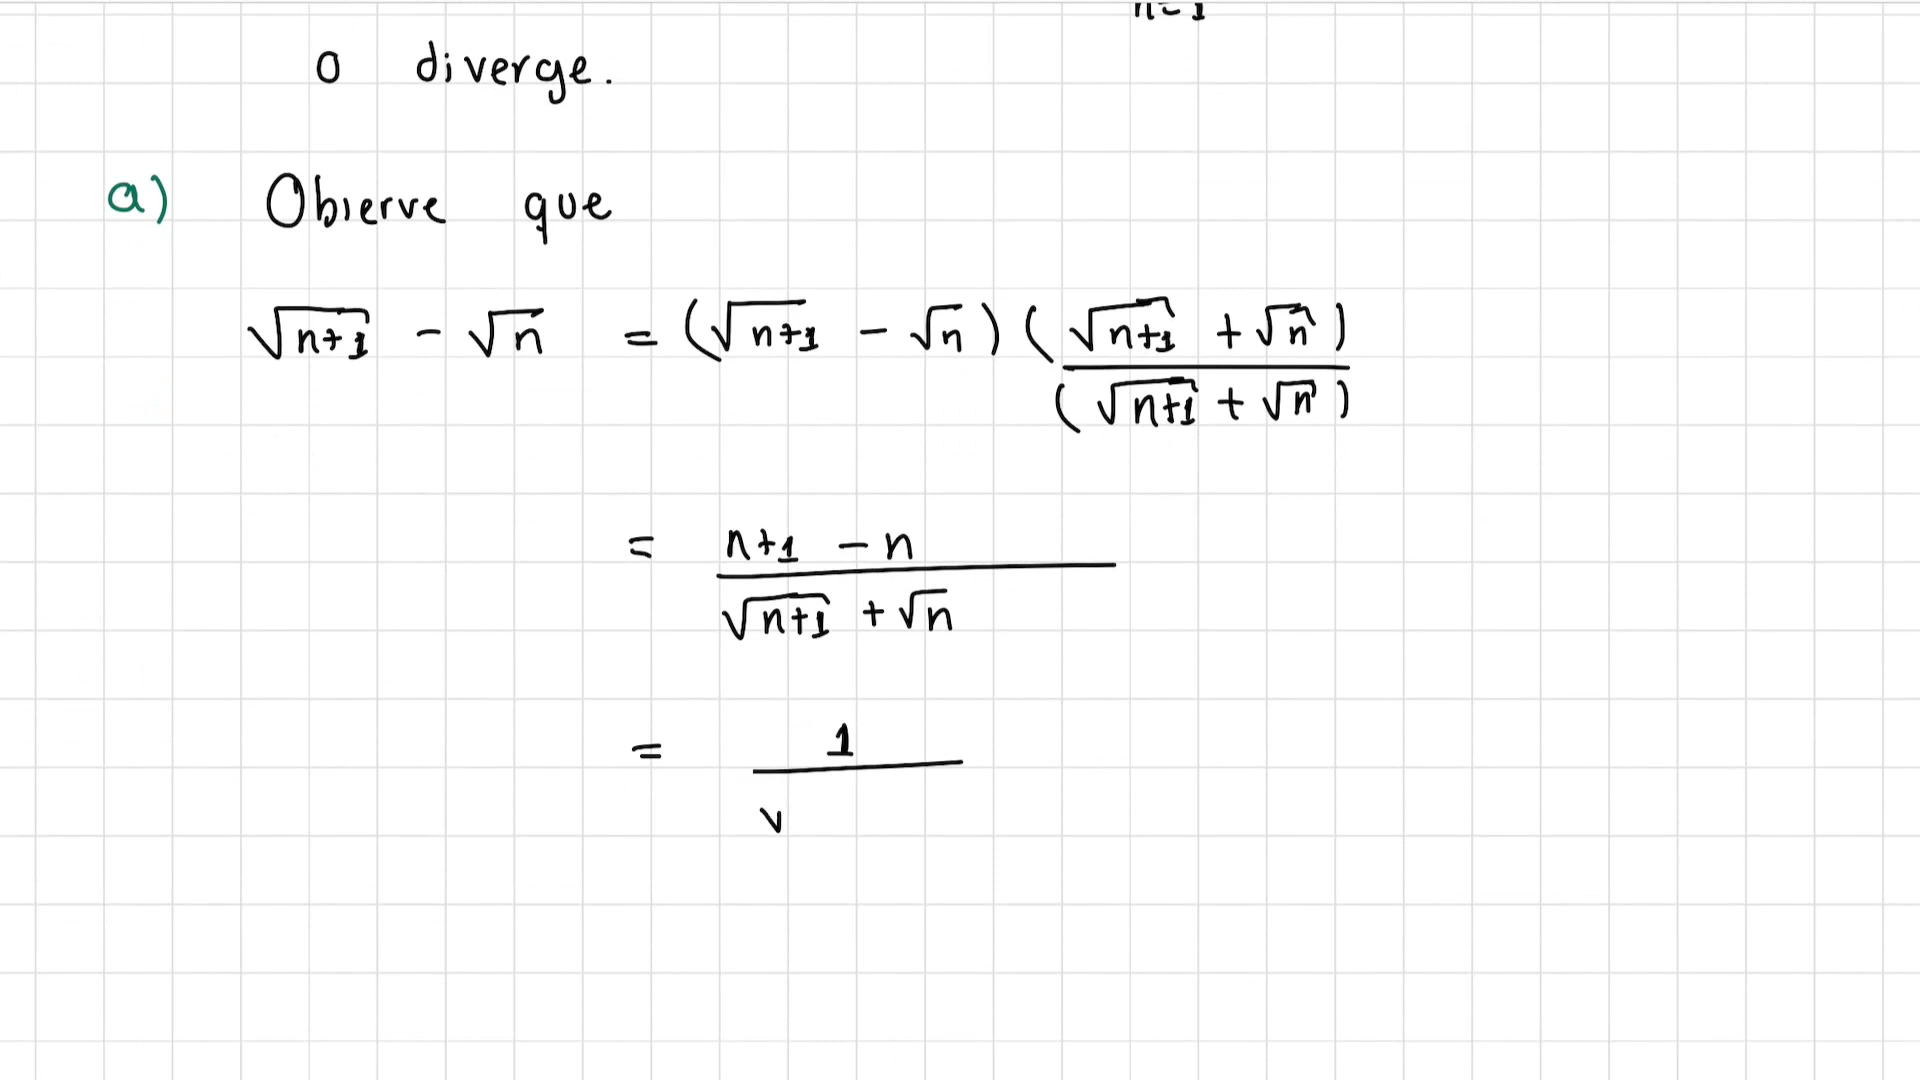 o diverge.
a) Observe que
√(n+1) - √n = (√(n+1) - √n) (√(n+1) + √n) / (√(n+1) + √n)
= n+1 - n / √(n+1) + √n
= 1 / √